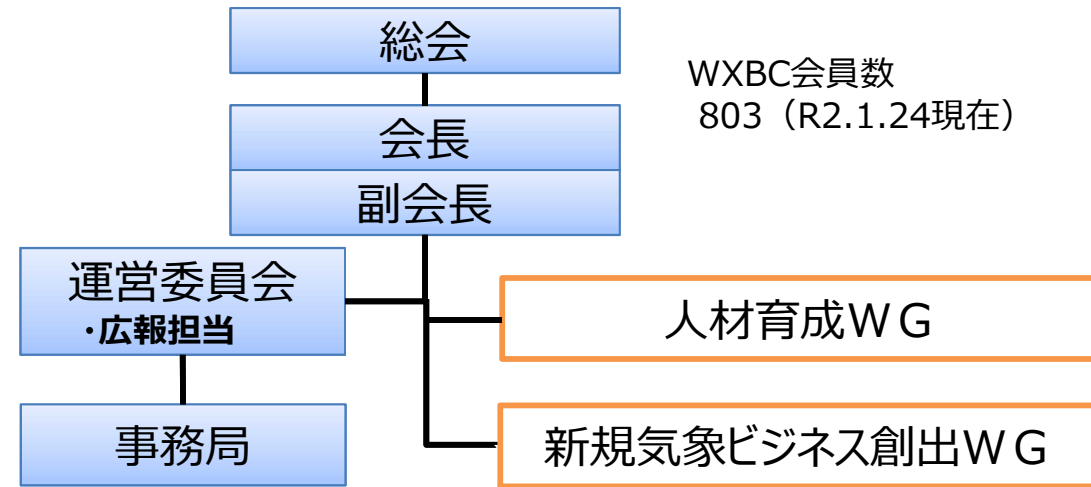 総会
WXBC会員数
803（R2.1.24現在）
会長
副会長
運営委員会
・広報担当
人材育成ＷＧ
事務局
新規気象ビジネス創出ＷＧ